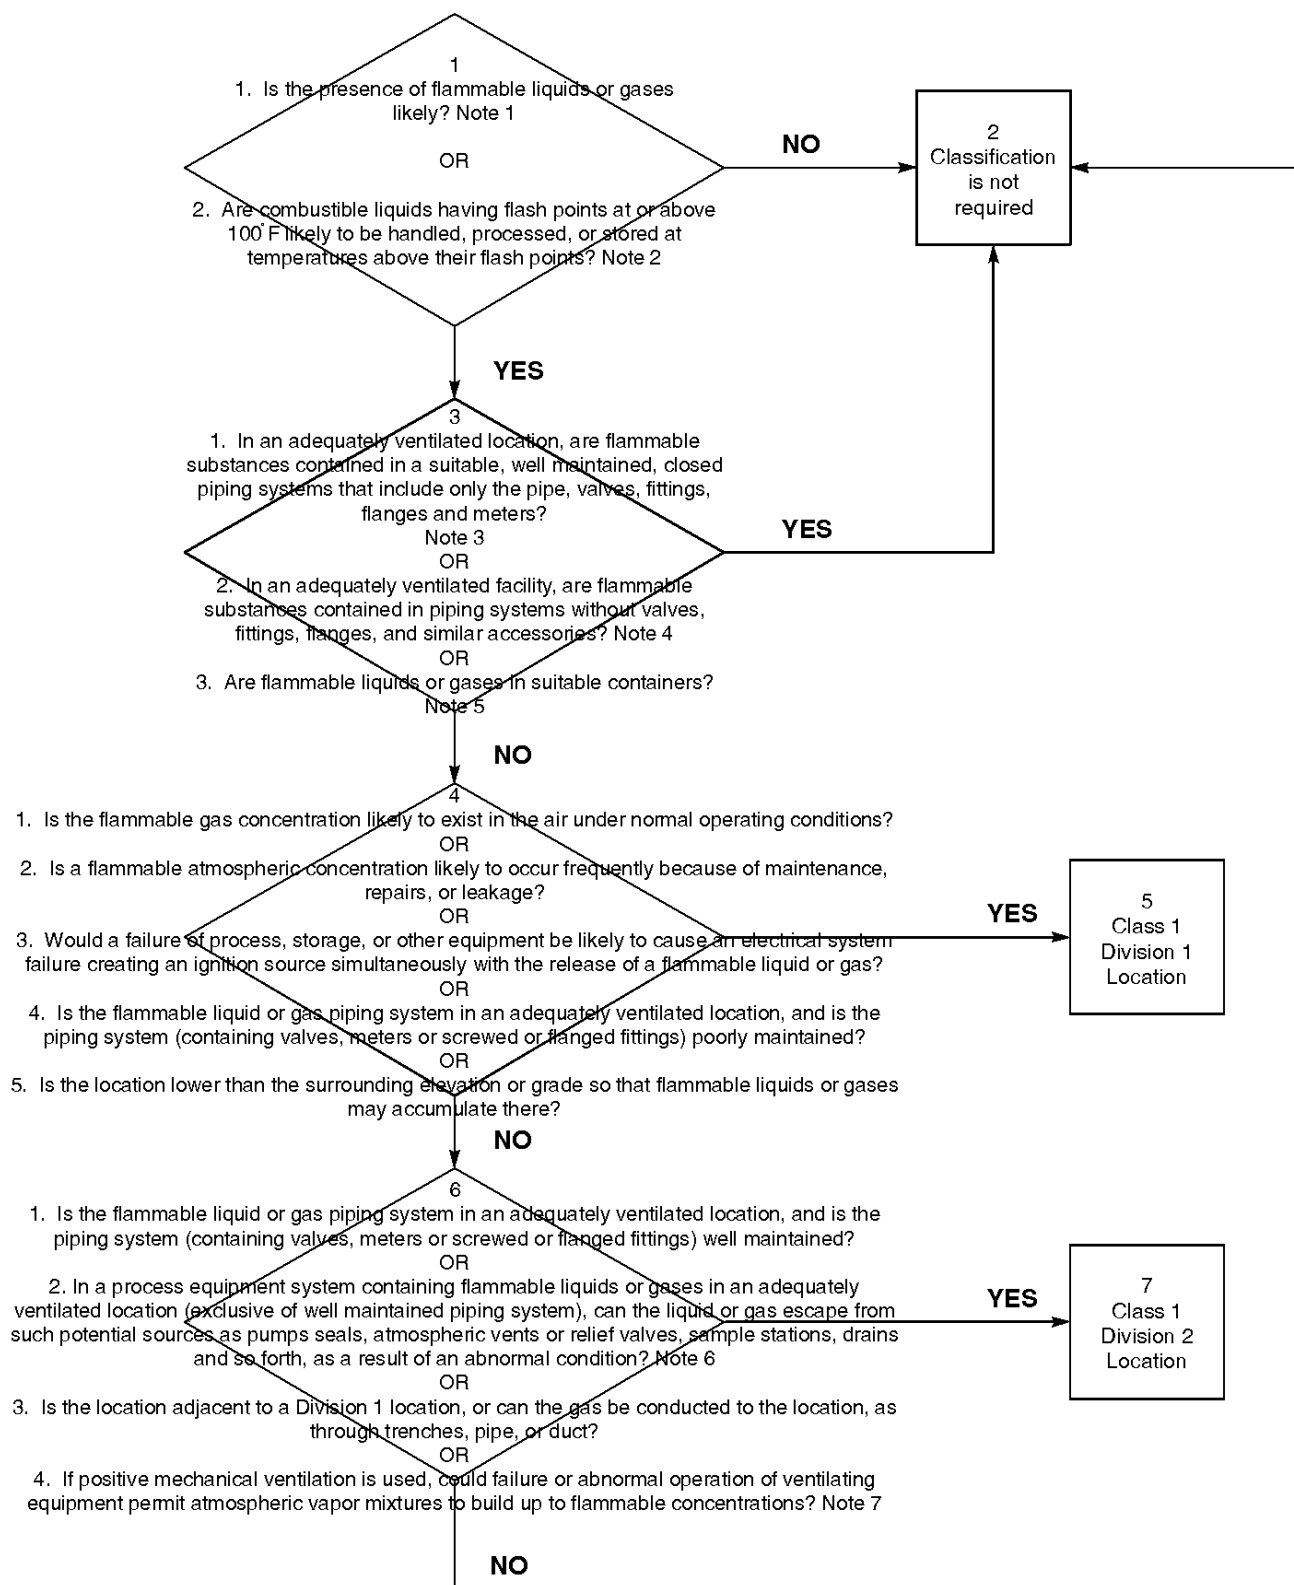 1
1. Is the presence of flammable liquids or gases
likely? Note 1
OR
2. Are combustible liquids having flash points at or above
100°F likely to be handled, processed, or stored at
temperatures above their flash points? Note 2
NO
2
Classification
is not
required
YES
3
1. In an adequately ventilated location, are flammable
substances contained in a suitable, well maintained, closed
piping systems that include only the pipe, valves, fittings,
flanges and meters?
Note 3
OR
2. In an adequately ventilated facility, are flammable
substances contained in piping systems without valves,
fittings, flanges, and similar accessories? Note 4
OR
3. Are flammable liquids or gases in suitable containers?
Note 5
YES
NO
4
1. Is the flammable gas concentration likely to exist in the air under normal operating conditions?
OR
2. Is a flammable atmospheric concentration likely to occur frequently because of maintenance,
repairs, or leakage?
OR
3. Would a failure of process, storage, or other equipment be likely to cause an electrical system
failure creating an ignition source simultaneously with the release of a flammable liquid or gas?
OR
4. Is the flammable liquid or gas piping system in an adequately ventilated location, and is the
piping system (containing valves, meters or screwed or flanged fittings) poorly maintained?
OR
5. Is the location lower than the surrounding elevation or grade so that flammable liquids or gases
may accumulate there?
YES
5
Class 1
Division 1
Location
NO
6
1. Is the flammable liquid or gas piping system in an adequately ventilated location, and is the
piping system (containing valves, meters or screwed or flanged fittings) well maintained?
OR
2. In a process equipment system containing flammable liquids or gases in an adequately
ventilated location (exclusive of well maintained piping system), can the liquid or gas escape from
such potential sources as pumps seals, atmospheric vents or relief valves, sample stations, drains
and so forth, as a result of an abnormal condition? Note 6
OR
3. Is the location adjacent to a Division 1 location, or can the gas be conducted to the location, as
through trenches, pipe, or duct?
OR
4. If positive mechanical ventilation is used, could failure or abnormal operation of ventilating
equipment permit atmospheric vapor mixtures to build up to flammable concentrations? Note 7
YES
7
Class 1
Division 2
Location
NO